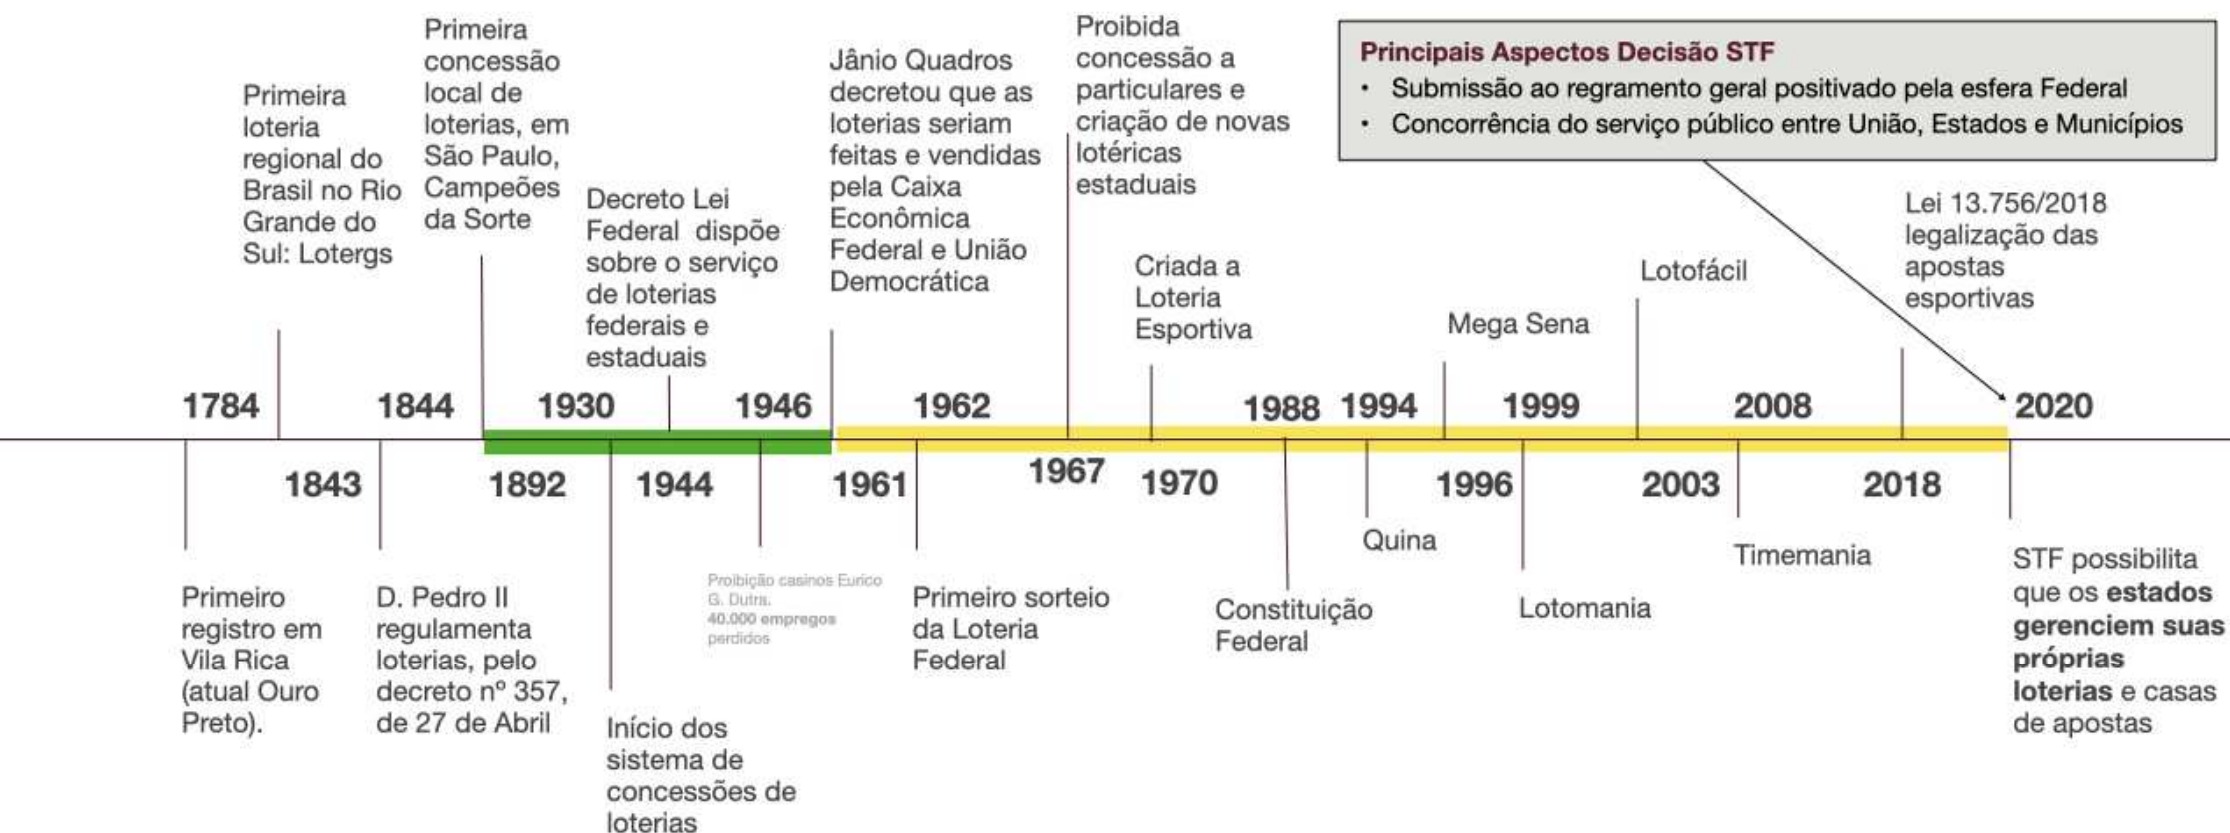 Primeira
loteria
regional do
Brasil no Rio
Grande do
Sul: Lotergs
Primeira
concessão
local de
loterias, em
São Paulo,
Campeões
da Sorte
Decreto Lei
Federal dispõe
sobre o serviço
de loterias
federais e
estaduais
Jânio Quadros
decretou que as
loterias seriam
feitas e vendidas
pela Caixa
Econômica
Federal e União
Democrática
Proibida
concessão a
particulares e
criação de novas
lotéricas
estaduais
Criada a
Loteria
Esportiva
Mega Sena
Lotofácil
Principais Aspectos Decisão STF
• Submissão ao regramento geral positivado pela esfera Federal
• Concorrência do serviço público entre União, Estados e Municípios
Lei 13.756/2018
legalização das
apostas
esportivas
1784 1844 1930 1946 1962 1988 1994 1999 2008 2020
1843 1892 1944 1961 1967 1970 1996 2003 2018
Primeiro
registro em
Vila Rica
(atual Ouro
Preto).
D. Pedro II
regulamenta
loterias, pelo
decreto nº 357,
de 27 de Abril
Início dos
sistema de
concessões de
loterias
Proibição casinos Eurico
G. Dutra.
40.000 empregos
perdidos
Primeiro sorteio
da Loteria
Federal
Constituição
Federal
Quina
Lotomania
Timemania
STF possibilita
que os estados
gerenciem suas
próprias
loterias e casas
de apostas